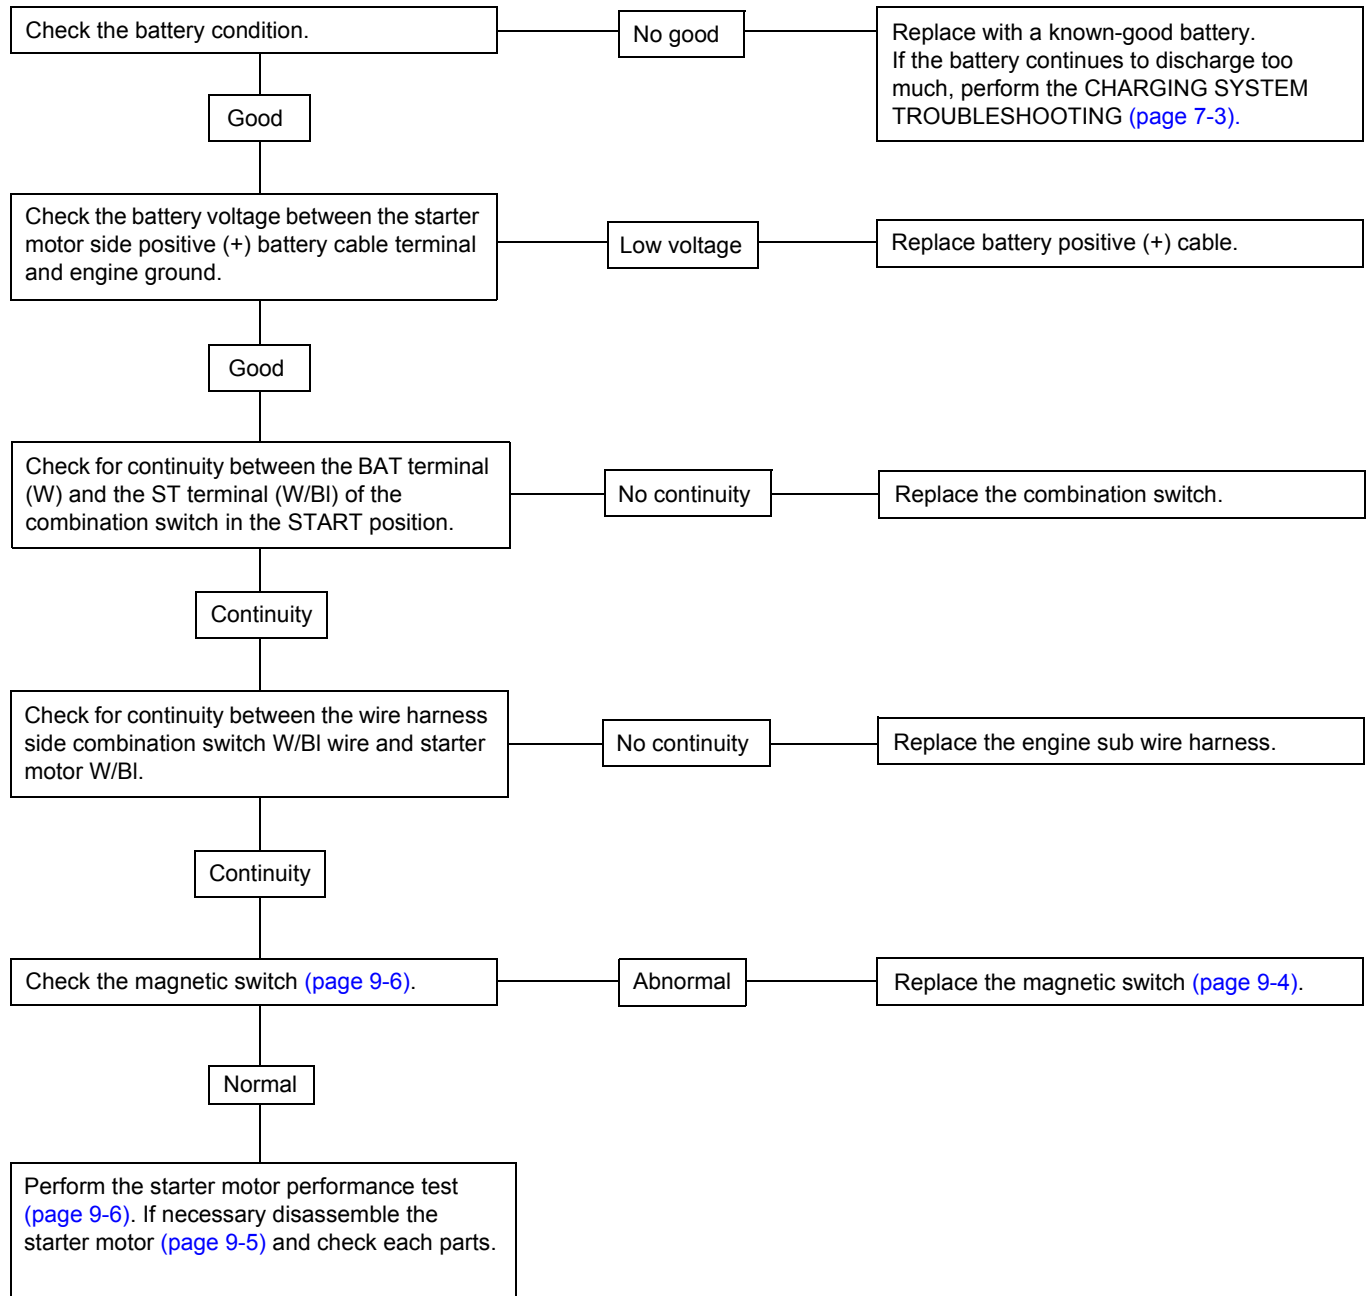 Check the battery condition.
No good
Replace with a known-good battery.
If the battery continues to discharge too
much, perform the CHARGING SYSTEM
TROUBLESHOOTING (page 7-3).
Good
Check the battery voltage between the starter
motor side positive (+) battery cable terminal
and engine ground.
Low voltage
Replace battery positive (+) cable.
Good
Check for continuity between the BAT terminal
(W) and the ST terminal (W/Bl) of the
combination switch in the START position.
No continuity
Replace the combination switch.
Continuity
Check for continuity between the wire harness
side combination switch W/Bl wire and starter
motor W/Bl.
No continuity
Replace the engine sub wire harness.
Continuity
Check the magnetic switch (page 9-6).
Abnormal
Replace the magnetic switch (page 9-4).
Normal
Perform the starter motor performance test
(page 9-6). If necessary disassemble the
starter motor (page 9-5) and check each parts.